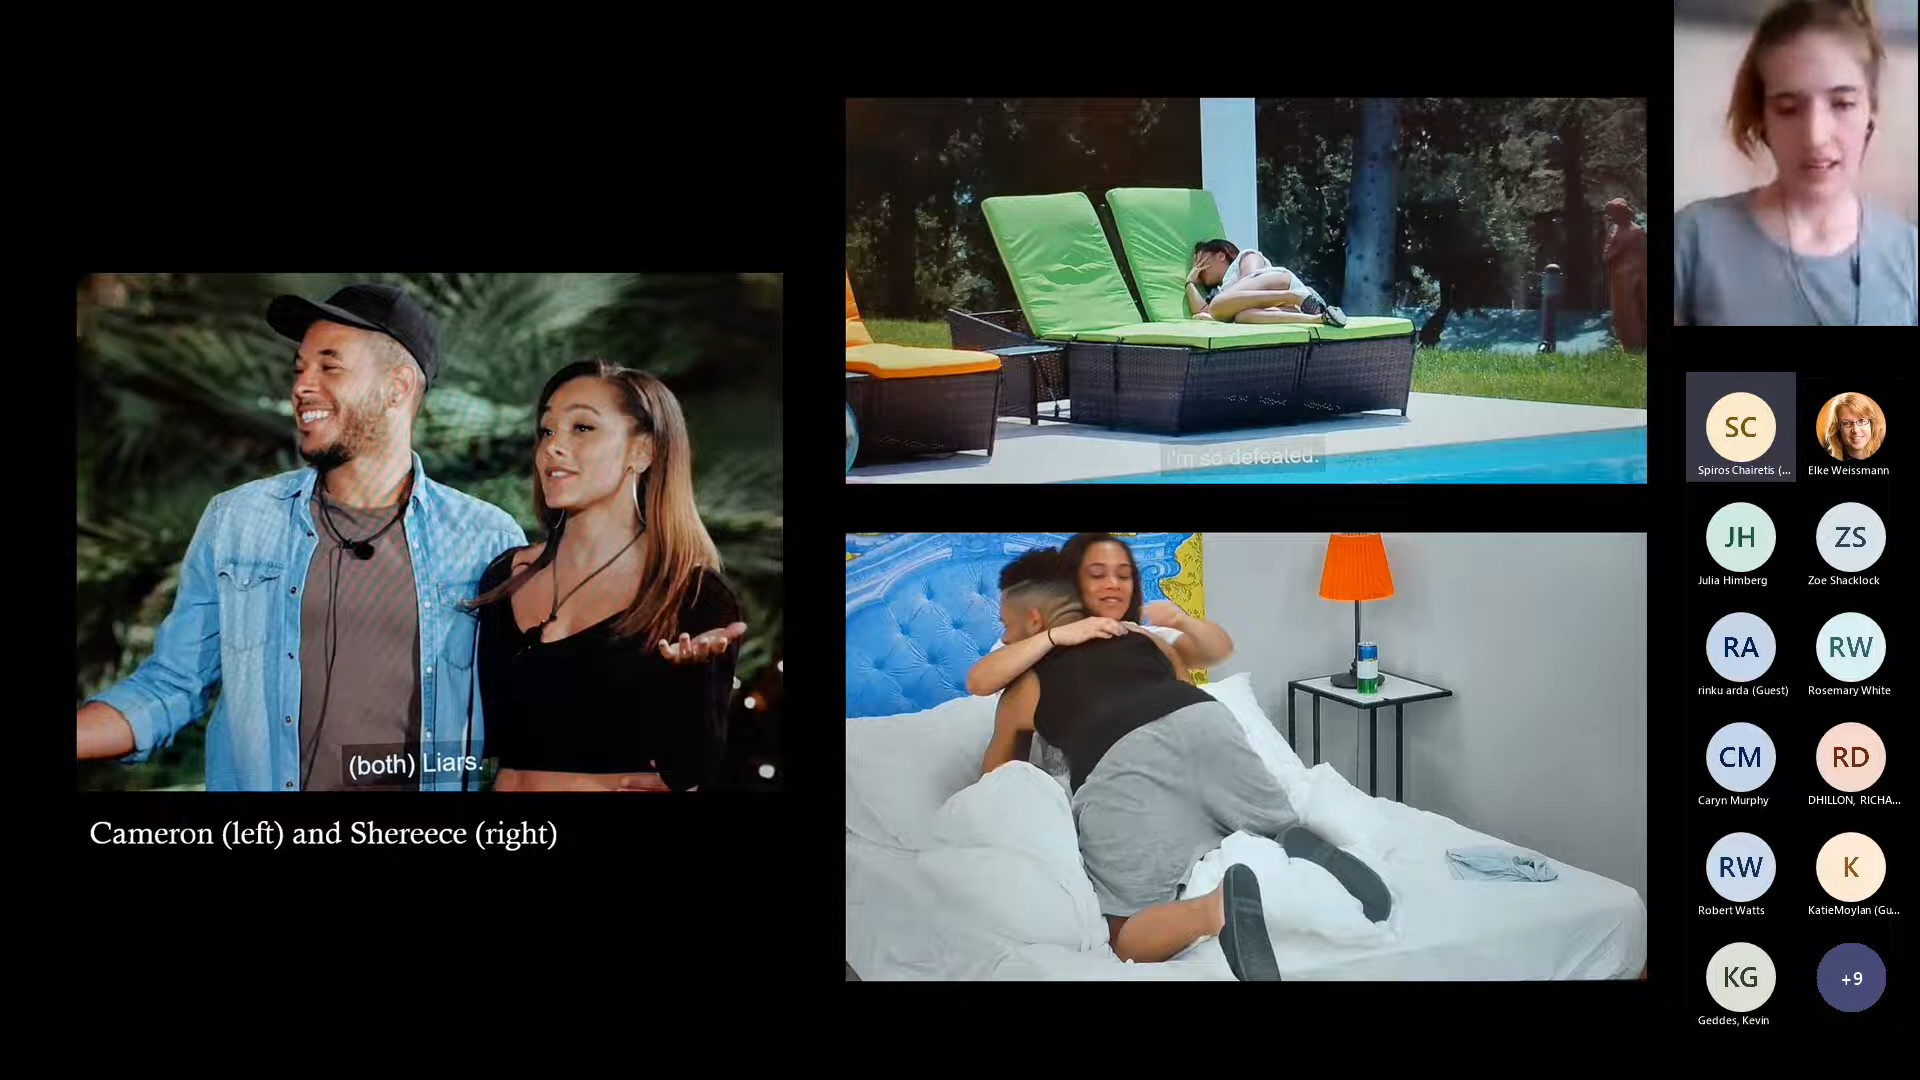 (both) Liars.
Cameron (left) and Shereece (right)
I'm so defeated.
SC
Spiros Chairetis (...
Elke Weissmann
JH
Julia Himberg
ZS
Zoe Shacklock
RA
rinku arda (Guest)
RW
Rosemary White
CM
Caryn Murphy
RD
DHILLON, RICHA...
RW
Robert Watts
K
KatieMoylan (Gu...
KG
Geddes, Kevin
+9